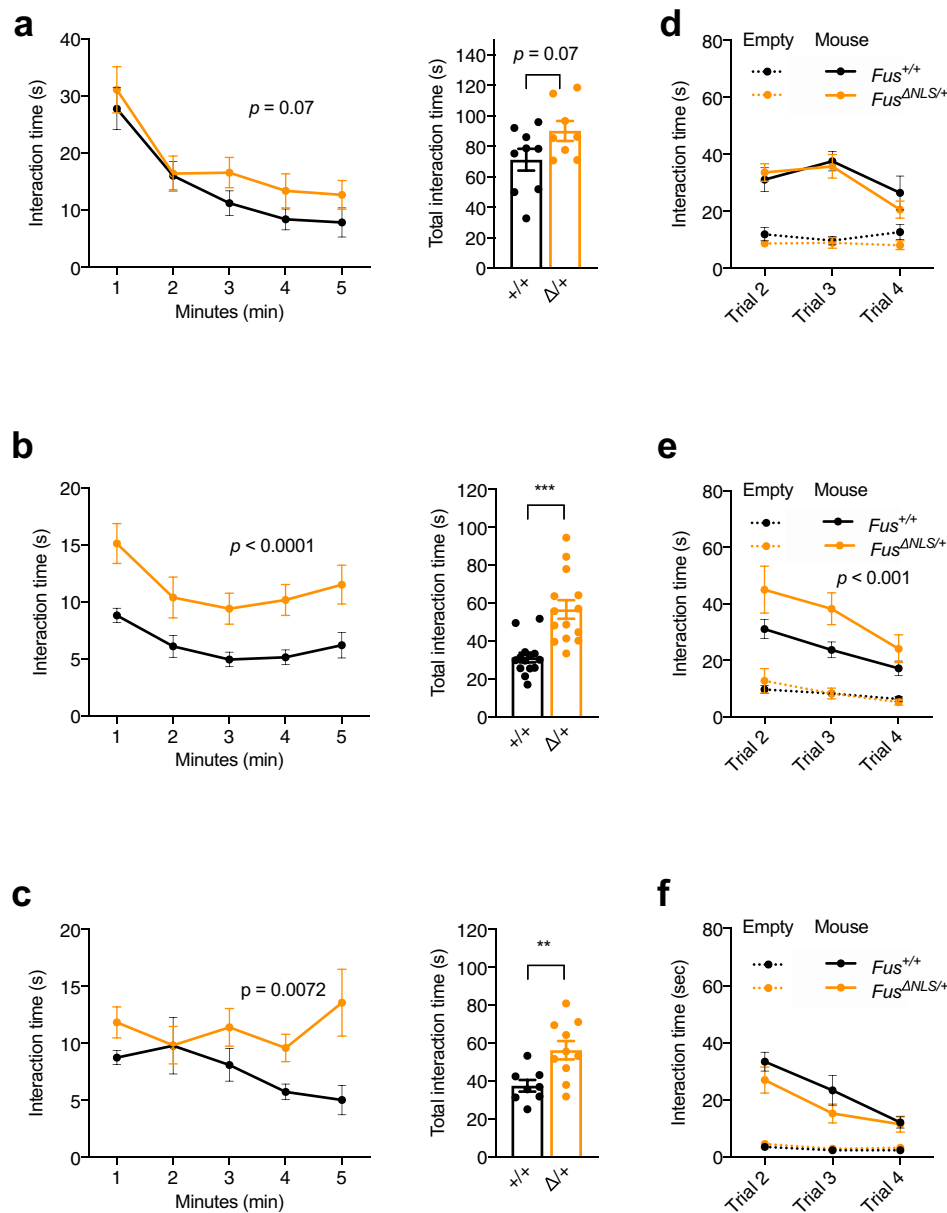 a
Interaction time (s)
40
30
20
10
0
p = 0.07
1 2 3 4 5
Minutes (min)
Total interaction time (s)
140
120
100
80
60
40
20
0
p = 0.07
+/+ Δ/+
d
Interaction time (s)
80
60
40
20
0
Empty Mouse
Fus+/+
FusΔNLS/+
Trial 2 Trial 3 Trial 4
b
Interaction time (s)
20
15
10
5
0
p < 0.0001
1 2 3 4 5
Minutes (min)
Total interaction time (s)
120
100
80
60
40
20
0
***
+/+ Δ/+
e
Interaction time (s)
80
60
40
20
0
Empty Mouse
Fus+/+
FusΔNLS/+
p < 0.001
Trial 2 Trial 3 Trial 4
c
Interaction time (s)
20
15
10
5
0
p = 0.0072
1 2 3 4 5
Minutes (min)
Total interaction time (s)
120
100
80
60
40
20
0
**
+/+ Δ/+
f
Interaction time (sec)
80
60
40
20
0
Empty Mouse
Fus+/+
FusΔNLS/+
Trial 2 Trial 3 Trial 4